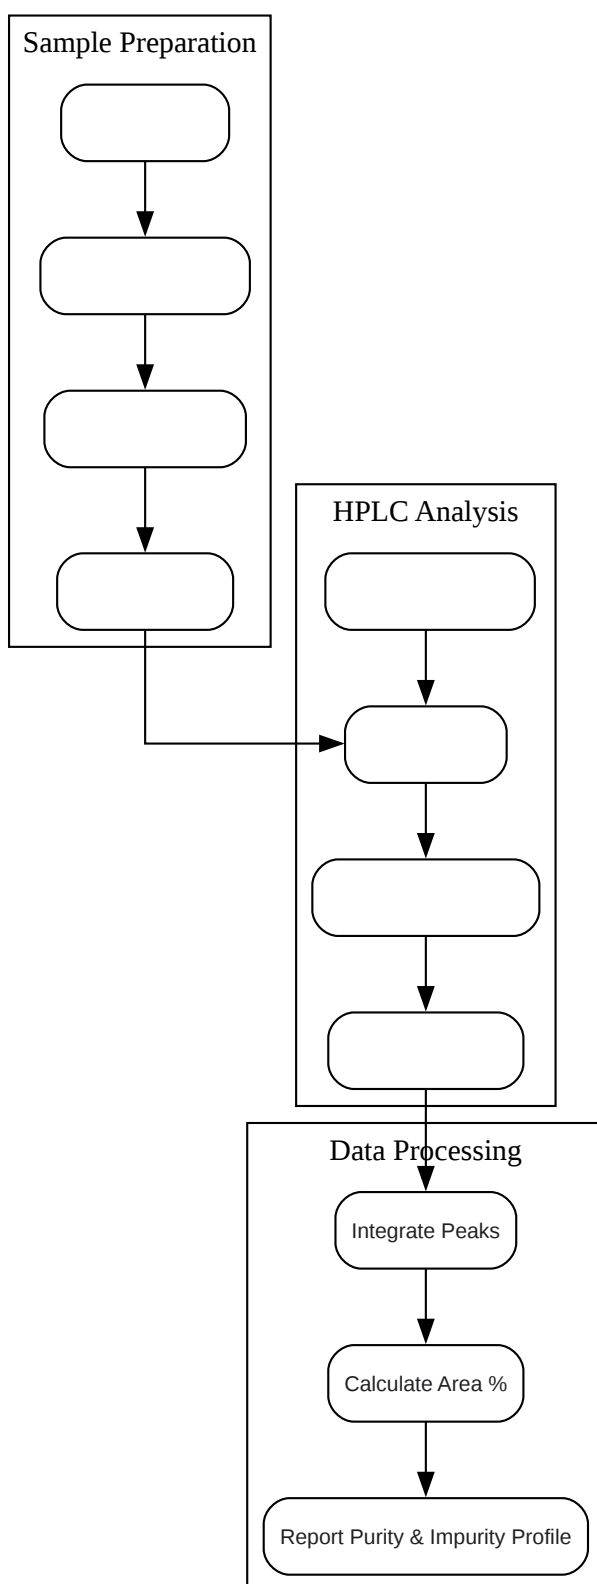 Sample Preparation
HPLC Analysis
Data Processing
Integrate Peaks
Calculate Area %
Report Purity & Impurity Profile